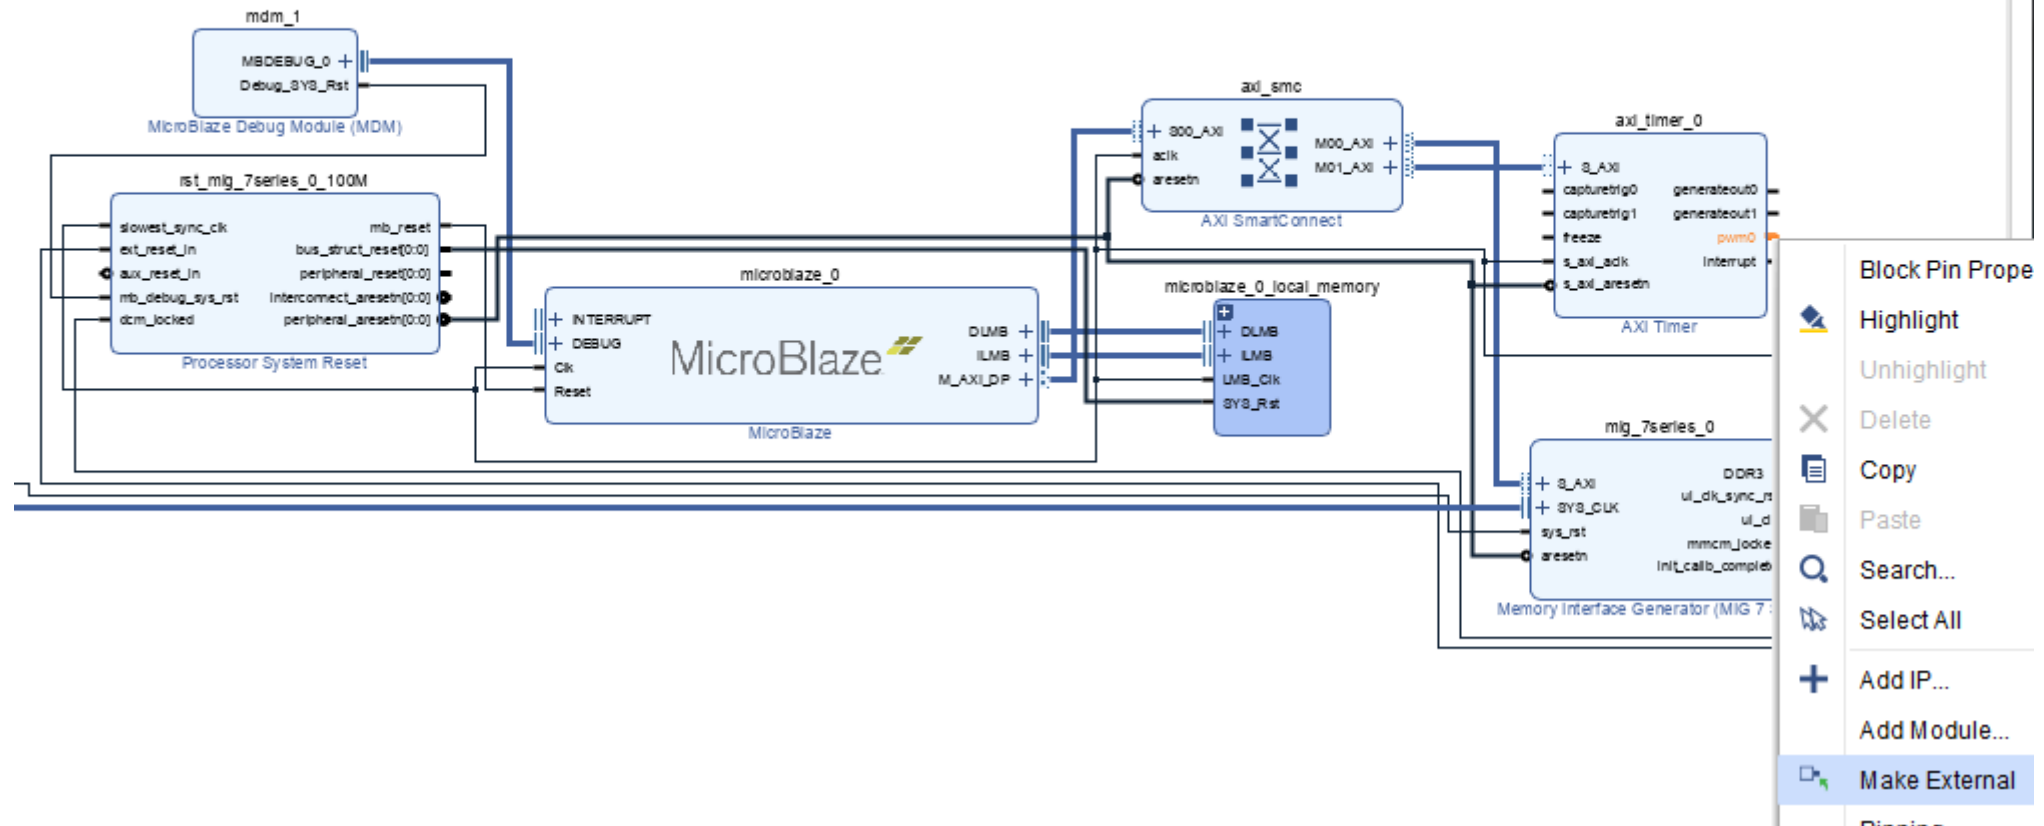 mdm_1
MBDEBUG_0
Debug_SYS_Rst
MicroBlaze Debug Module (MDM)
rst_mig_7series_0_100M
slowest_sync_clk
ext_reset_in
aux_reset_in
mb_debug_sys_rst
dcm_locked
mb_reset
bus_struct_reset[0:0]
peripheral_reset[0:0]
interconnect_aresetn[0:0]
peripheral_aresetn[0:0]
Processor System Reset
microblaze_0
INTERRUPT
DEBUG
Clk
Reset
MicroBlaze
DLMB
ILMB
M_AXI_DP
MicroBlaze
axi_smc
S00_AXI
aclk
aresetn
M00_AXI
M01_AXI
AXI SmartConnect
microblaze_0_local_memory
DLMB
ILMB
LMB_Clk
SYS_Rst
axi_timer_0
S_AXI
capturetrig0
capturetrig1
freeze
s_axi_aclk
s_axi_aresetn
generateout0
generateout1
pwm0
interrupt
AXI Timer
mig_7series_0
S_AXI
SYS_CLK
sys_rst
aresetn
DDR3
ui_clk_sync_rs
ui_cl
mmcm_locke
init_calib_complet
Memory Interface Generator (MIG 7
Block Pin Prope
Highlight
Unhighlight
Delete
Copy
Paste
Search...
Select All
Add IP...
Add Module...
Make External